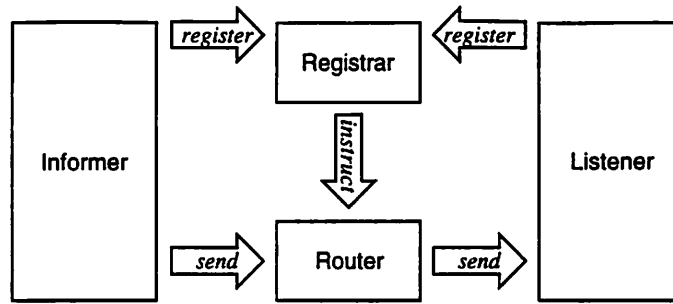 register
register
Registrar
instruct
Informer
Listener
send
Router
send